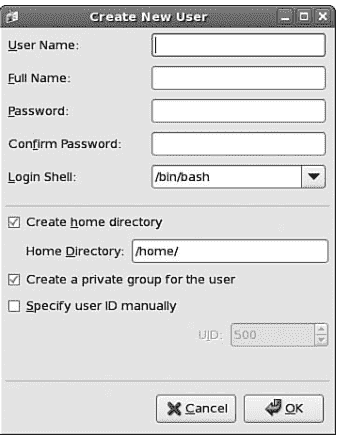 Create New User
User Name:
Full Name:
Password:
Confirm Password:
Login Shell: /bin/bash
Create home directory
Home Directory: /home/
Create a private group for the user
Specify user ID manually
UID: 500
Cancel OK